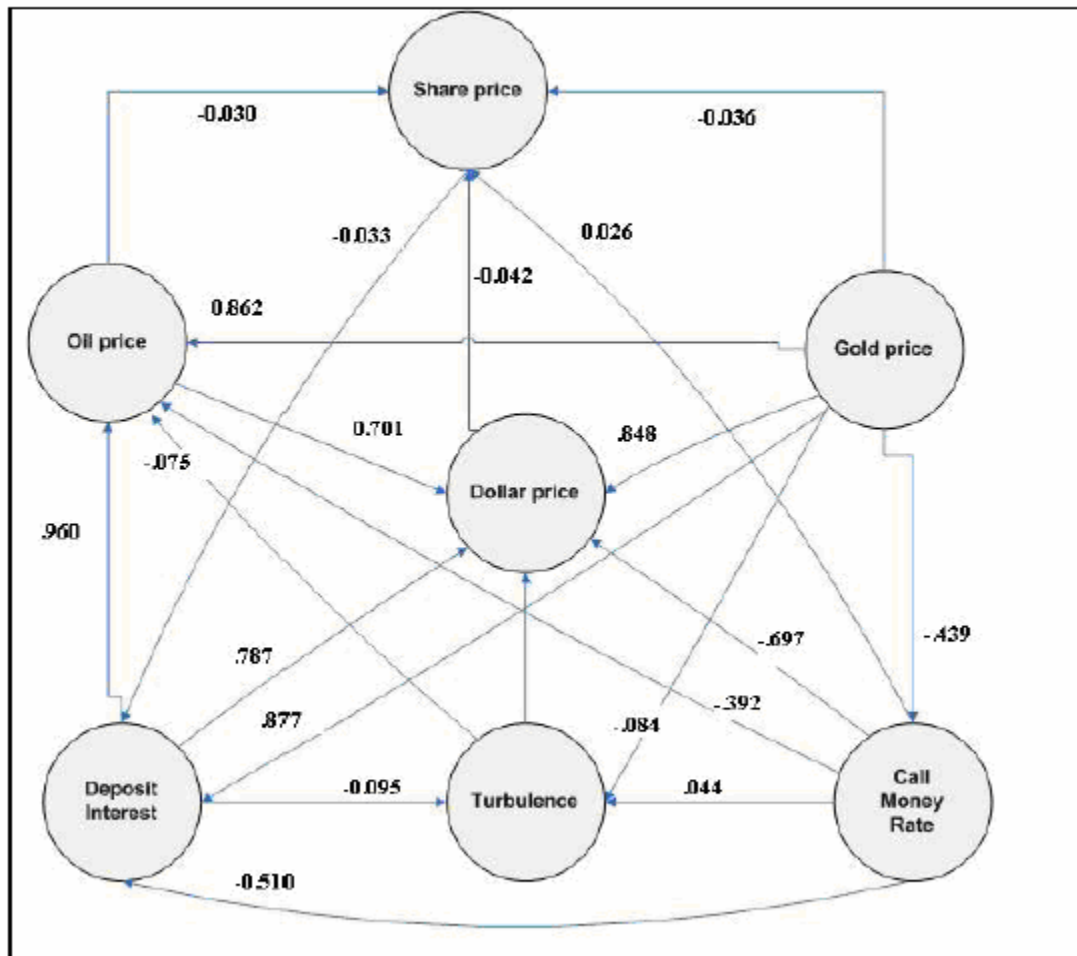 Share price
-0.030
-0.036
-0.033
0.026
-0.042
0.862
Oil price
Gold price
0.701
.848
-.075
Dollar price
.960
.787
-.697
-.439
.877
-.392
-.084
Deposit
Interest
-0.095
Turbulence
.044
Call
Money
Rate
-0.510